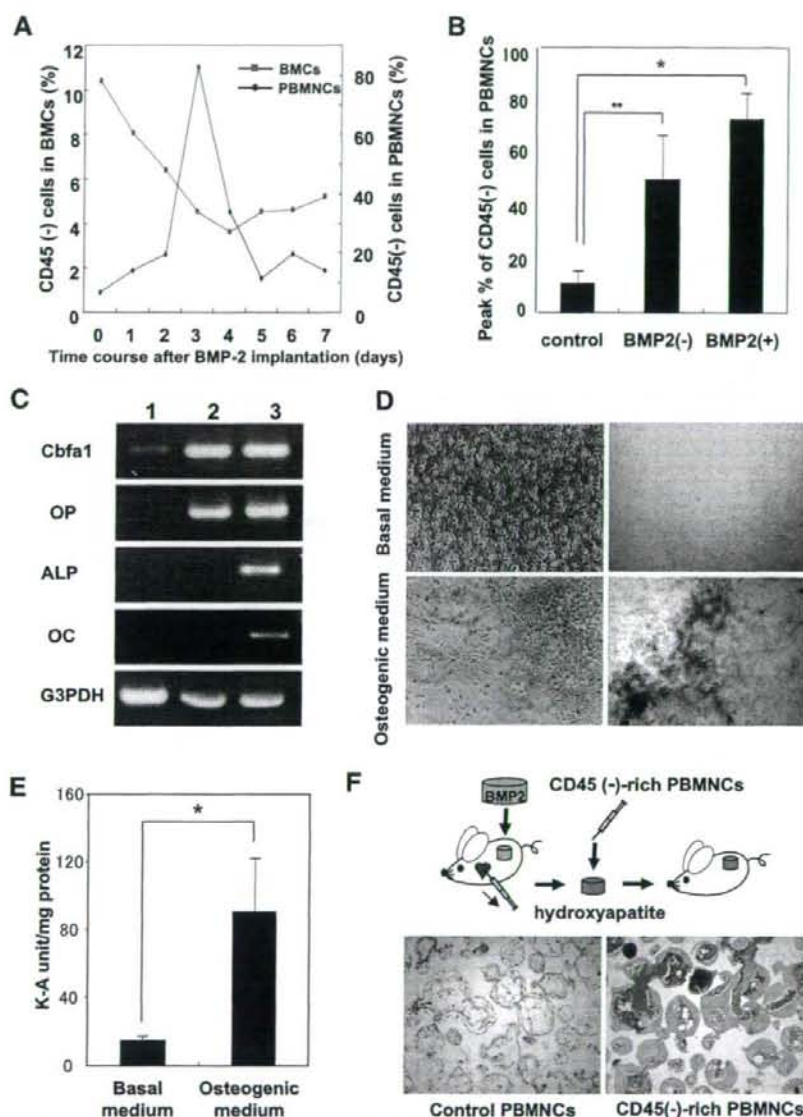 A
12
10
8
6
4
2
0
CD45 (-) cells in BMCs (%)
BMCs
PBMNCs
80
60
40
20
0
CD45(-) cells in PBMNCs (%)
0 1 2 3 4 5 6 7
Time course after BMP-2 implantation (days)
B
100
80
60
40
20
0
Peak % of CD45(-) cells in PBMNCs
*
**
control BMP2(-) BMP2(+)
C
1 2 3
Cbfa1
OP
ALP
OC
G3PDH
D
Basal medium
Osteogenic medium
E
160
120
80
40
0
K-A unit/mg protein
*
Basal medium
Osteogenic medium
F
BMP2
CD45 (-)-rich PBMNCs
hydroxyapatite
Control PBMNCs
CD45(-)-rich PBMNCs